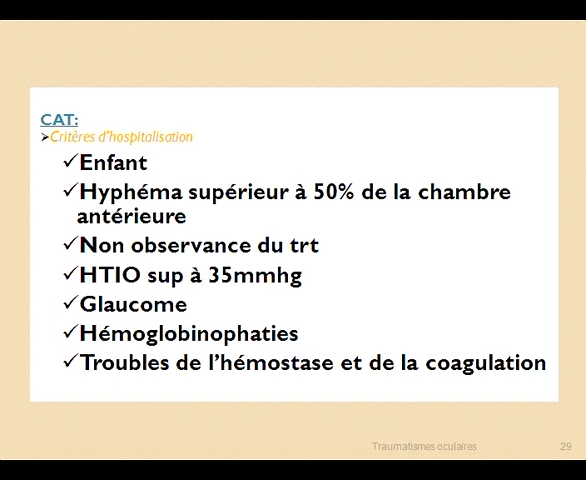 CAT:
➢Critères d'hospitalisation
✓Enfant
✓Hyphéma supérieur à 50% de la chambre
antérieure
✓Non observance du trt
✓HTIO sup à 35mmhg
✓Glaucome
✓Hémoglobinophaties
✓Troubles de l'hémostase et de la coagulation
Traumatismes oculaires 29